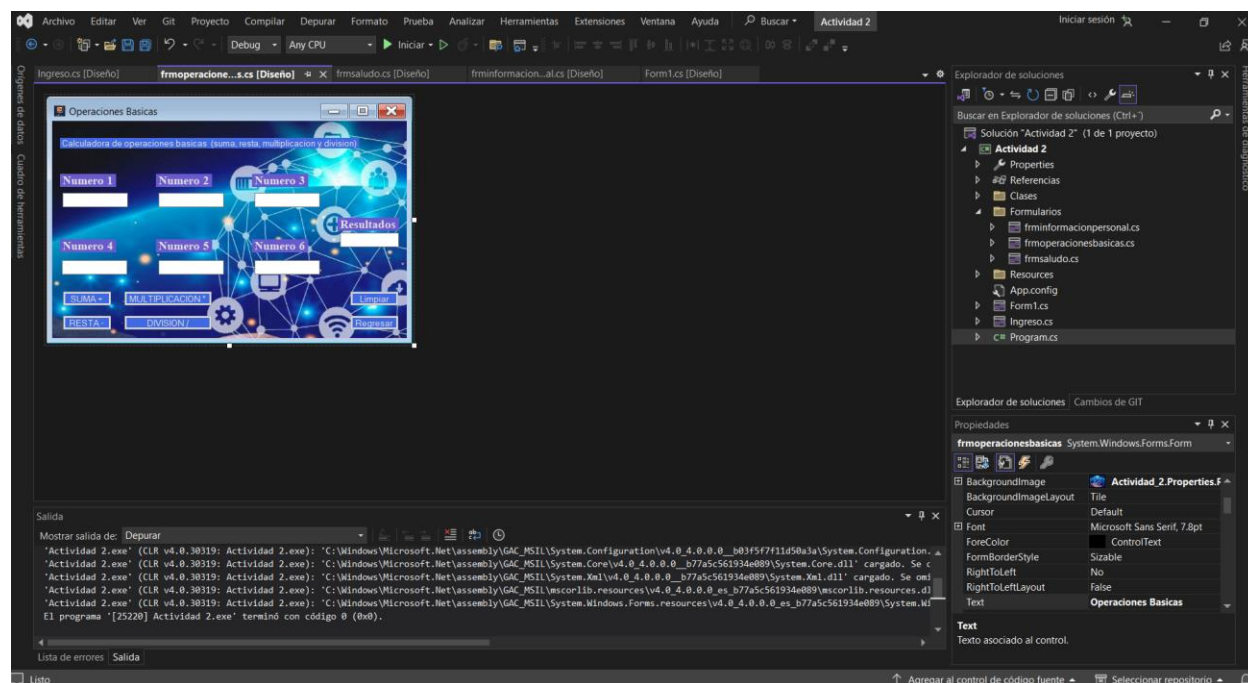 Archivo Editar Ver Git Proyecto Compilar Depurar Formato Prueba Analizar Herramientas Extensiones Ventana Ayuda Buscar Actividad 2 Iniciar sesión
Debug Any CPU Iniciar
Orígenes de datos Cuadro de herramientas
Ingreso.cs [Diseño] frmoperacione...s.cs [Diseño] frmsaludo.cs [Diseño] frminformacion...al.cs [Diseño] Form1.cs [Diseño]
Operaciones Basicas
Calculadora de operaciones basicas (suma, resta, multiplicacion y division)
Numero 1 Numero 2 Numero 3
Resultados
Numero 4 Numero 5 Numero 6
SUMA + MULTIPLICACION * Limpiar
RESTA - DIVISION / Regresar
Explorador de soluciones
Buscar en Explorador de soluciones (Ctrl+´)
Solución "Actividad 2" (1 de 1 proyecto)
Actividad 2
Properties
Referencias
Clases
Formularios
frminformacionpersonal.cs
frmoperacionesbasicas.cs
frmsaludo.cs
Resources
App.config
Form1.cs
Ingreso.cs
C# Program.cs
Explorador de soluciones Cambios de GIT
Herramientas de diagnóstico
Propiedades
frmoperacionesbasicas System.Windows.Forms.Form
BackgroundImage Actividad_2.Properties.F
BackgroundImageLayout Tile
Cursor Default
Font Microsoft Sans Serif, 7.8pt
ForeColor ControlText
FormBorderStyle Sizable
RightToLeft No
RightToLeftLayout False
Text Operaciones Basicas
Text
Texto asociado al control.
Salida
Mostrar salida de: Depurar
'Actividad 2.exe' (CLR v4.0.30319: Actividad 2.exe): 'C:\Windows\Microsoft.Net\assembly\GAC_MSIL\System.Configuration\v4.0_4.0.0.0__b03f5f7f11d50a3a\System.Configuration.
'Actividad 2.exe' (CLR v4.0.30319: Actividad 2.exe): 'C:\Windows\Microsoft.Net\assembly\GAC_MSIL\System.Core\v4.0_4.0.0.0__b77a5c561934e089\System.Core.dll' cargado. Se
'Actividad 2.exe' (CLR v4.0.30319: Actividad 2.exe): 'C:\Windows\Microsoft.Net\assembly\GAC_MSIL\System.Xml\v4.0_4.0.0.0__b77a5c561934e089\System.Xml.dll' cargado. Se omi
'Actividad 2.exe' (CLR v4.0.30319: Actividad 2.exe): 'C:\Windows\Microsoft.Net\assembly\GAC_MSIL\mscorlib.resources\v4.0_4.0.0.0_es_b77a5c561934e089\mscorlib.resources.dl
'Actividad 2.exe' (CLR v4.0.30319: Actividad 2.exe): 'C:\Windows\Microsoft.Net\assembly\GAC_MSIL\System.Windows.Forms.resources\v4.0_4.0.0.0_es_b77a5c561934e089\System.Wi
El programa '[25220] Actividad 2.exe' terminó con código 0 (0x0).
Lista de errores Salida
Listo Agregar al control de código fuente Seleccionar repositorio